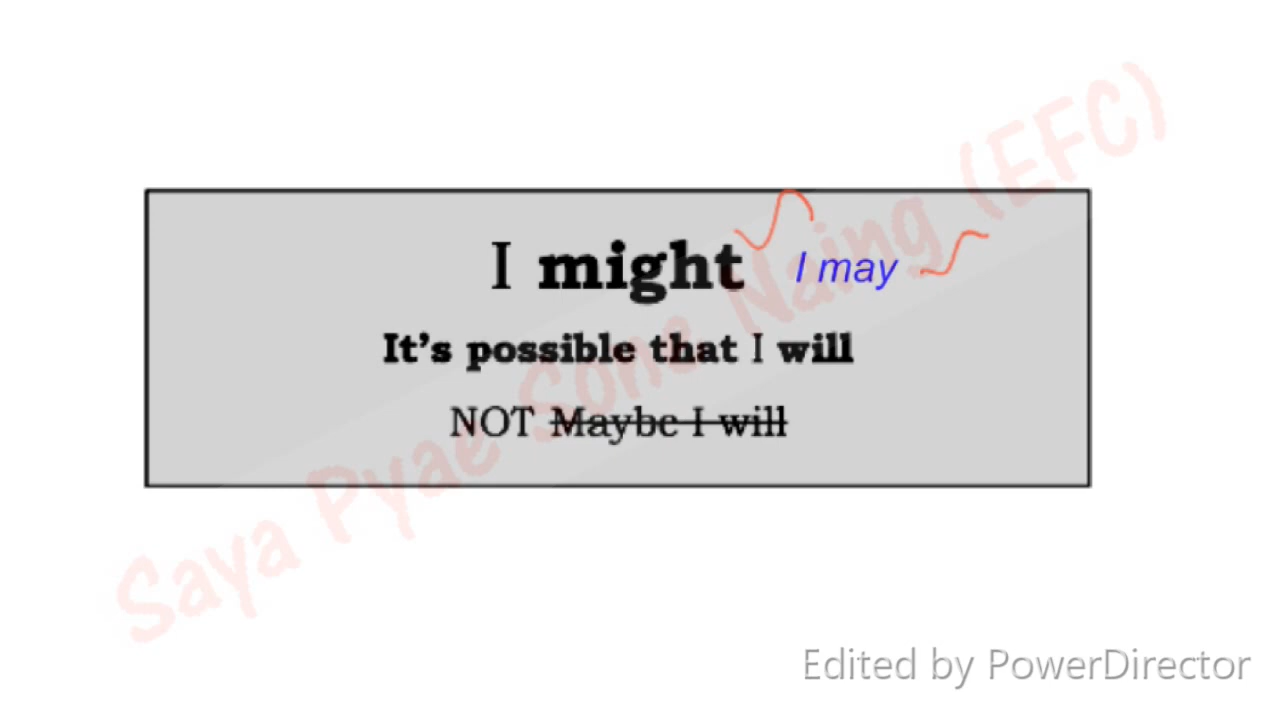 I might I may
It's possible that I will
NOT Maybe I will
Saya Pyae Sone Naing (EFC)
Edited by PowerDirector